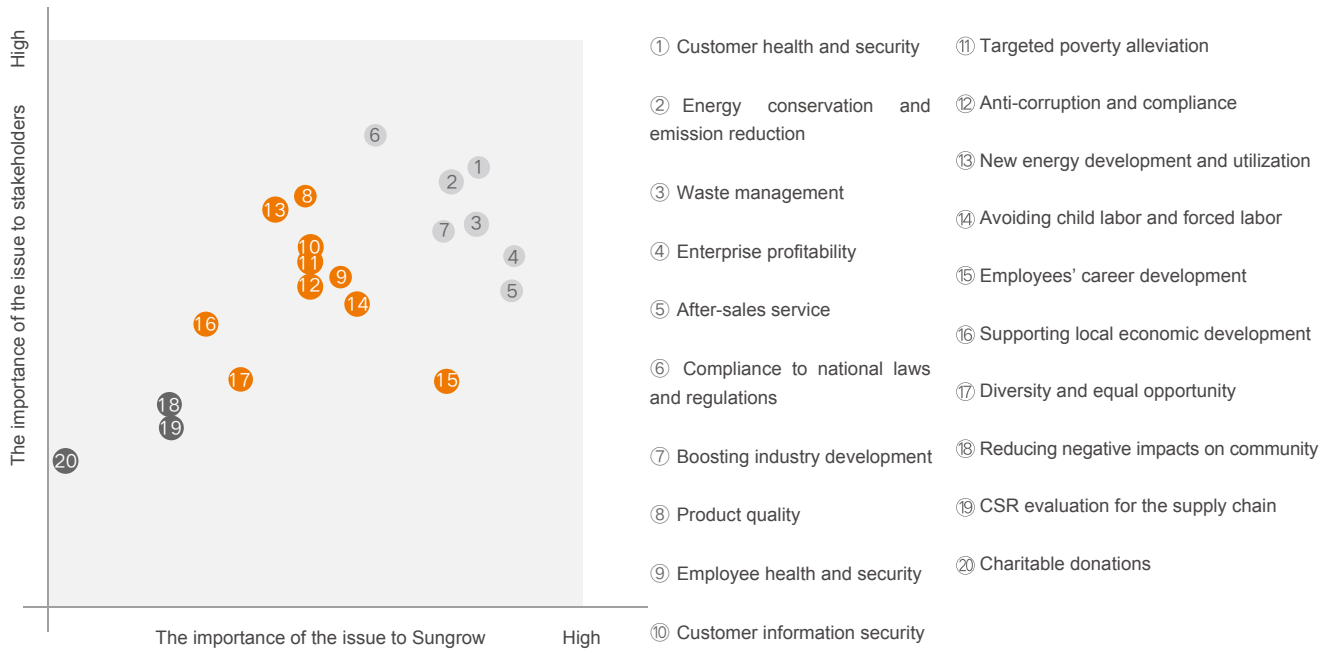 High
The importance of the issue to stakeholders
6
1
2
8
13
3
7
10
4
11
9
12
5
14
16
17
15
18
19
20
The importance of the issue to Sungrow
High
① Customer health and security
② Energy conservation and
emission reduction
③ Waste management
④ Enterprise profitability
⑤ After-sales service
⑥ Compliance to national laws
and regulations
⑦ Boosting industry development
⑧ Product quality
⑨ Employee health and security
⑩ Customer information security
⑪ Targeted poverty alleviation
⑫ Anti-corruption and compliance
⑬ New energy development and utilization
⑭ Avoiding child labor and forced labor
⑮ Employees’ career development
⑯ Supporting local economic development
⑰ Diversity and equal opportunity
⑱ Reducing negative impacts on community
⑲ CSR evaluation for the supply chain
⑳ Charitable donations